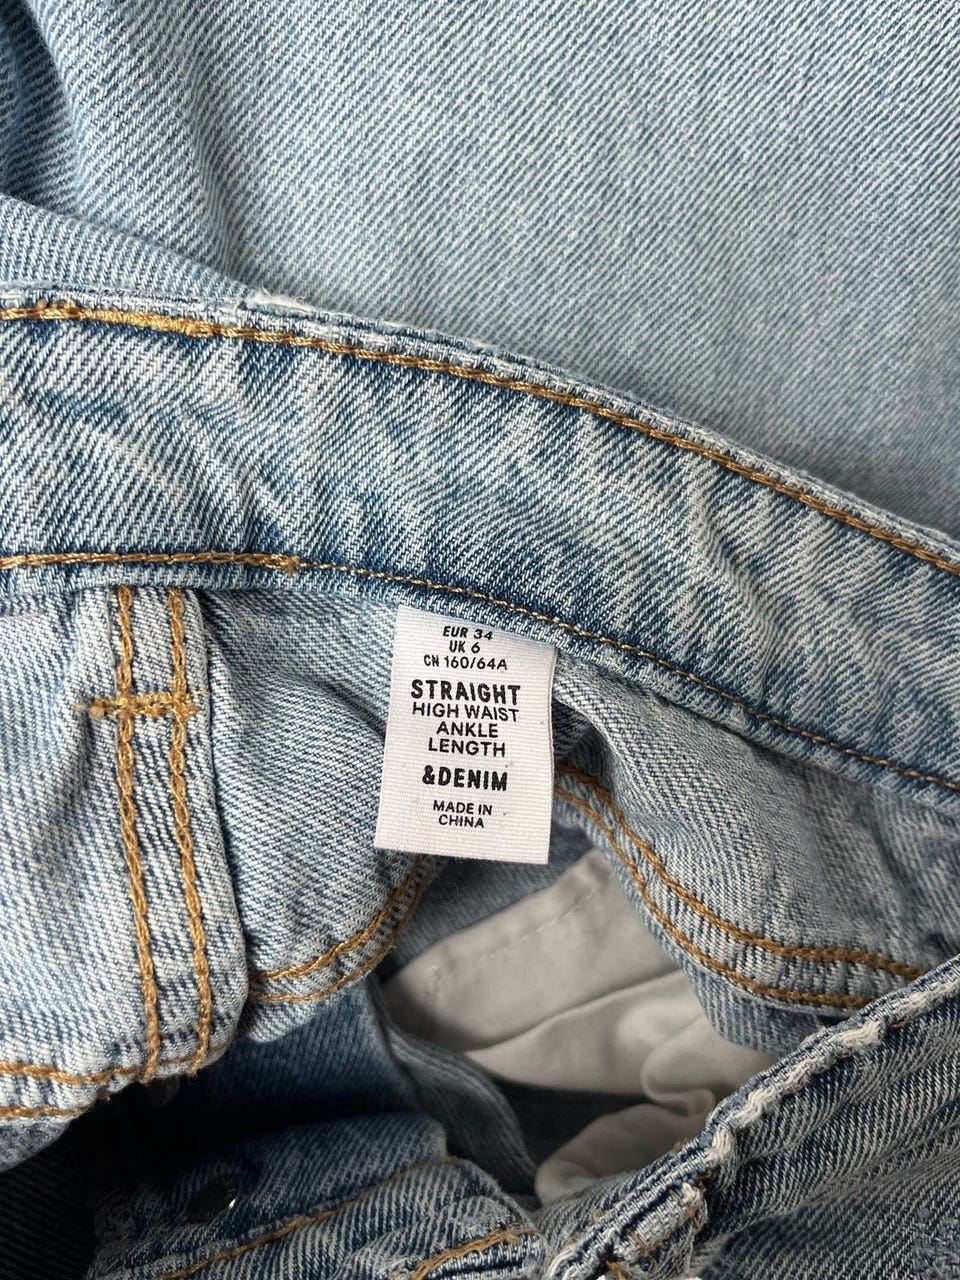 EUR 34
UK 6
CN 160/64A
STRAIGHT
HIGH WAIST
ANKLE
LENGTH
&DENIM
MADE IN
CHINA